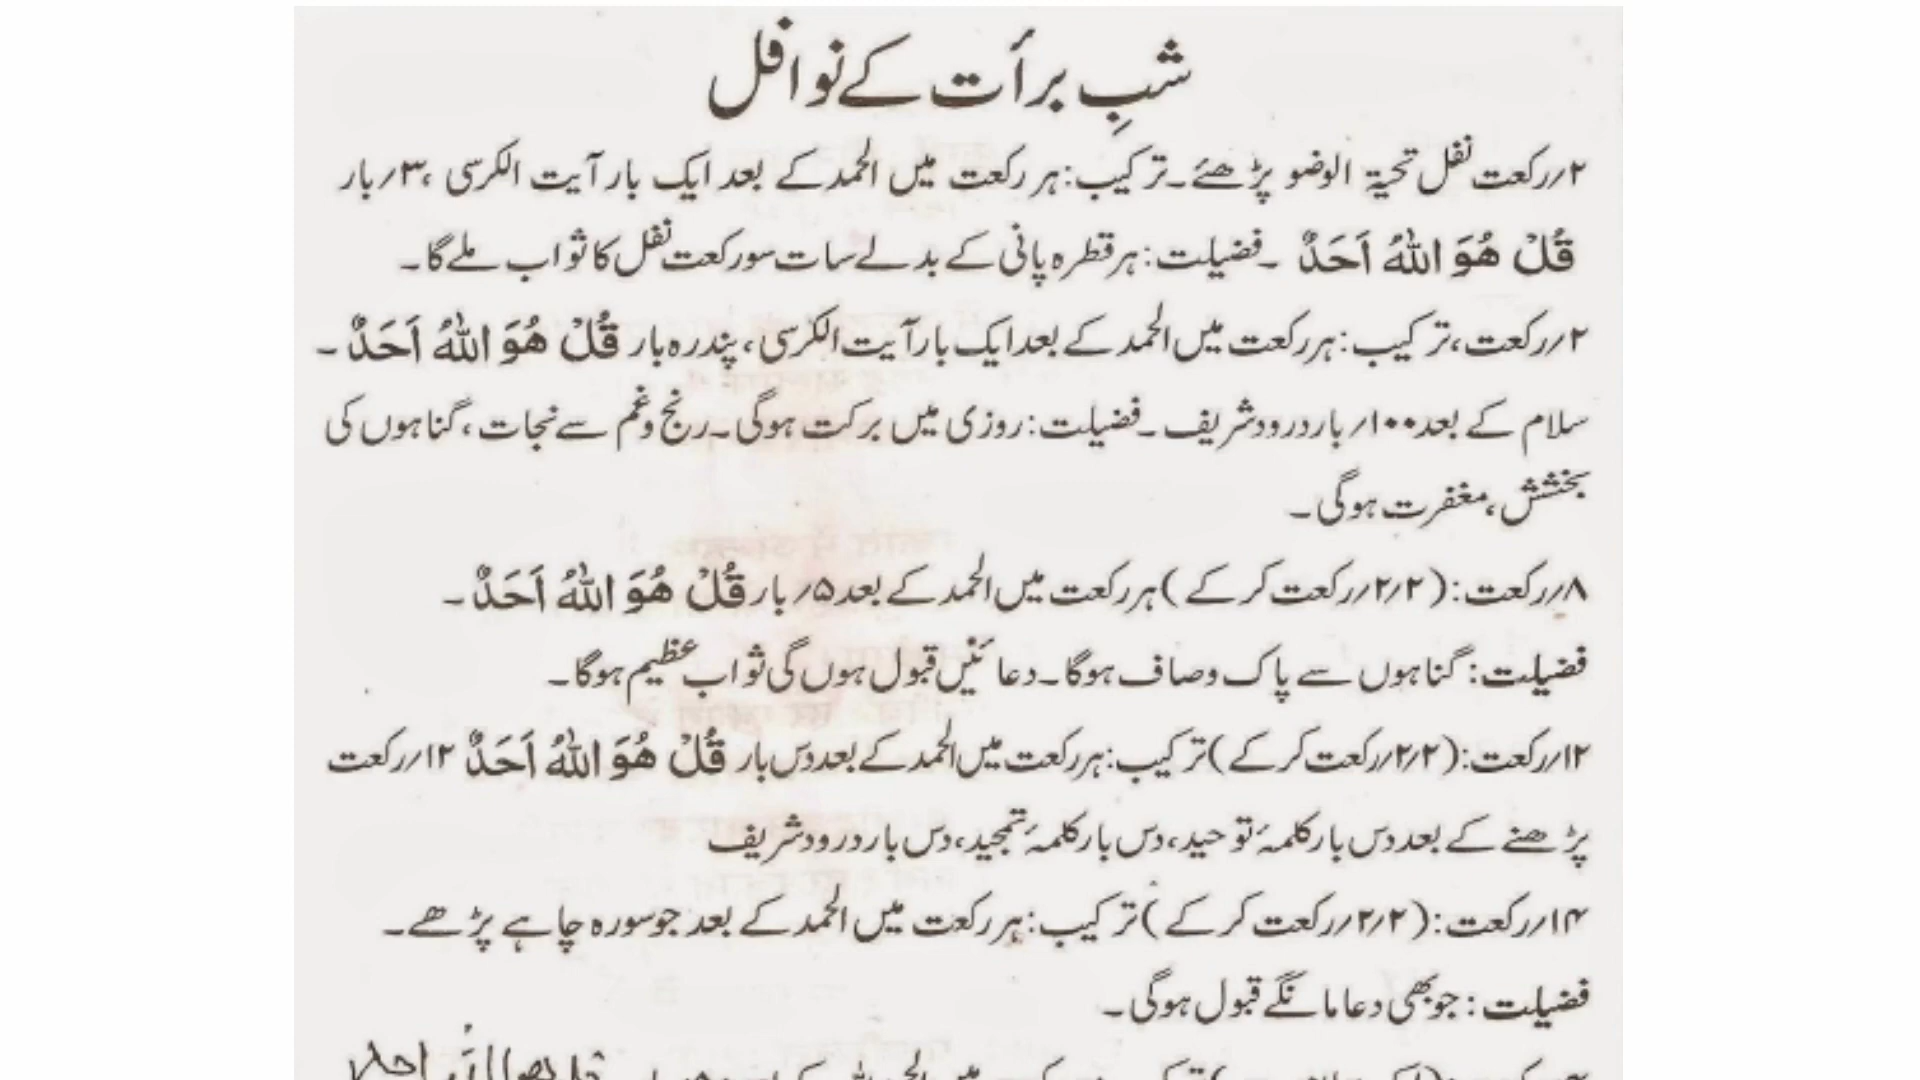 شبِ برأت کے نوافل
۲؍رکعت نفل تحیۃ الوضو پڑھئے۔ترکیب: ہر رکعت میں الحمد کے بعد ایک بار آیت الکرسی ،۳؍بار
قُلْ هُوَ اللّٰهُ اَحَدٌ ۔فضیلت: ہر قطرہ پانی کے بدلے سات سو رکعت نفل کا ثواب ملے گا۔
۲؍رکعت،ترکیب: ہر رکعت میں الحمد کے بعد ایک بار آیت الکرسی، پندرہ بار قُلْ هُوَ اللّٰهُ اَحَدٌ۔
سلام کے بعد ۱۰۰؍بار درود شریف ۔فضیلت: روزی میں برکت ہوگی۔رنج وغم سے نجات، گناہوں کی
بخشش، مغفرت ہوگی۔
۸؍رکعت: (۲؍۲؍رکعت کر کے) ہر رکعت میں الحمد کے بعد ۵؍بار قُلْ هُوَ اللّٰهُ اَحَدٌ۔
فضیلت: گناہوں سے پاک وصاف ہوگا۔دعائیں قبول ہوں گی ثواب عظیم ہوگا۔
۱۲؍رکعت: (۲؍۲؍رکعت کر کے) ترکیب: ہر رکعت میں الحمد کے بعد دس بار قُلْ هُوَ اللّٰهُ اَحَدٌ ۱۲؍رکعت
پڑھنے کے بعد دس بار کلمۂ توحید، دس بار کلمۂ تمجید، دس بار درود شریف
۱۴؍رکعت: (۲؍۲؍رکعت کر کے) ترکیب: ہر رکعت میں الحمد کے بعد جو سورہ چاہے پڑھے۔
فضیلت: جو بھی دعا مانگے قبول ہوگی۔